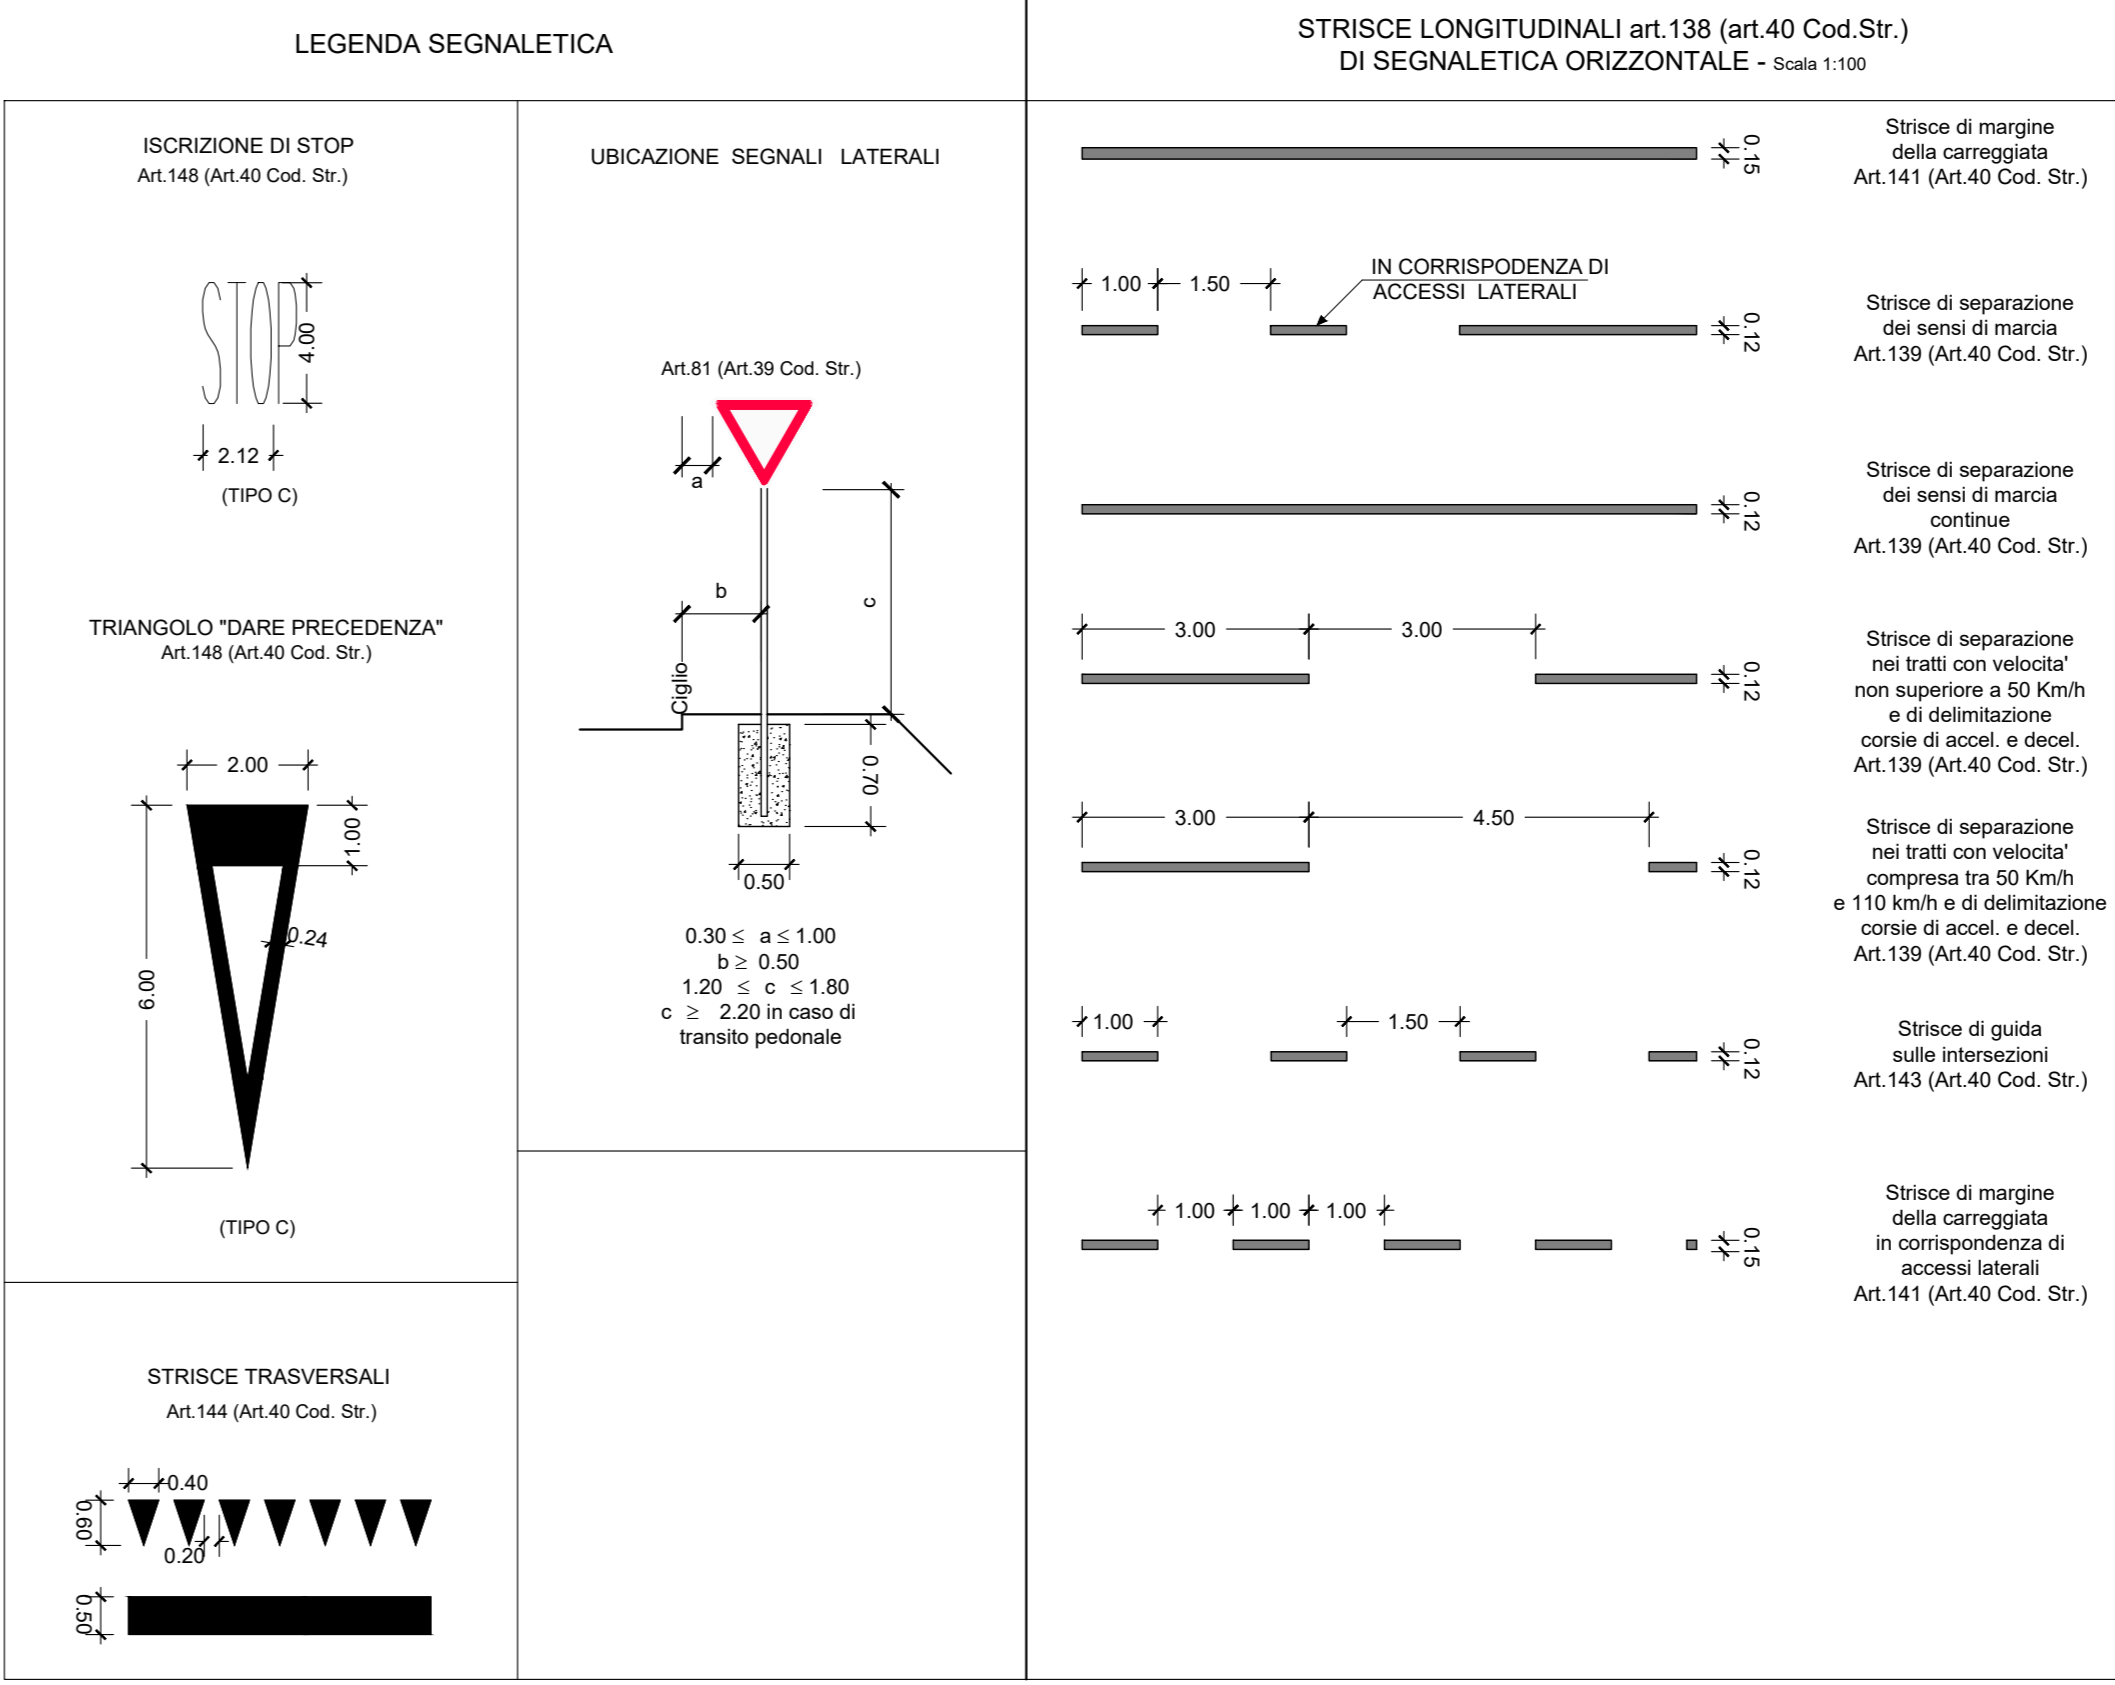 LEGENDA SEGNALETICA
STRISCE LONGITUDINALI art.138 (art.40 Cod.Str.)
DI SEGNALETICA ORIZZONTALE - Scala 1:100
ISCRIZIONE DI STOP
Art.148 (Art.40 Cod. Str.)
STOP
4.00
2.12
(TIPO C)
TRIANGOLO "DARE PRECEDENZA"
Art.148 (Art.40 Cod. Str.)
2.00
1.00
0.24
6.00
(TIPO C)
STRISCE TRASVERSALI
Art.144 (Art.40 Cod. Str.)
0.40
0.60
0.20
0.50
UBICAZIONE SEGNALI LATERALI
Art.81 (Art.39 Cod. Str.)
a
b
c
Ciglio
0.70
0.50
0.30 ≤ a ≤ 1.00
b ≥ 0.50
1.20 ≤ c ≤ 1.80
c ≥ 2.20 in caso di
transito pedonale
0.15
Strisce di margine
della carreggiata
Art.141 (Art.40 Cod. Str.)
1.00
1.50
IN CORRISPODENZA DI
ACCESSI LATERALI
0.12
Strisce di separazione
dei sensi di marcia
Art.139 (Art.40 Cod. Str.)
0.12
Strisce di separazione
dei sensi di marcia
continue
Art.139 (Art.40 Cod. Str.)
3.00
3.00
0.12
Strisce di separazione
nei tratti con velocita'
non superiore a 50 Km/h
e di delimitazione
corsie di accel. e decel.
Art.139 (Art.40 Cod. Str.)
3.00
4.50
0.12
Strisce di separazione
nei tratti con velocita'
compresa tra 50 Km/h
e 110 km/h e di delimitazione
corsie di accel. e decel.
Art.139 (Art.40 Cod. Str.)
1.00
1.50
0.12
Strisce di guida
sulle intersezioni
Art.143 (Art.40 Cod. Str.)
1.00
1.00
1.00
0.15
Strisce di margine
della carreggiata
in corrispondenza di
accessi laterali
Art.141 (Art.40 Cod. Str.)